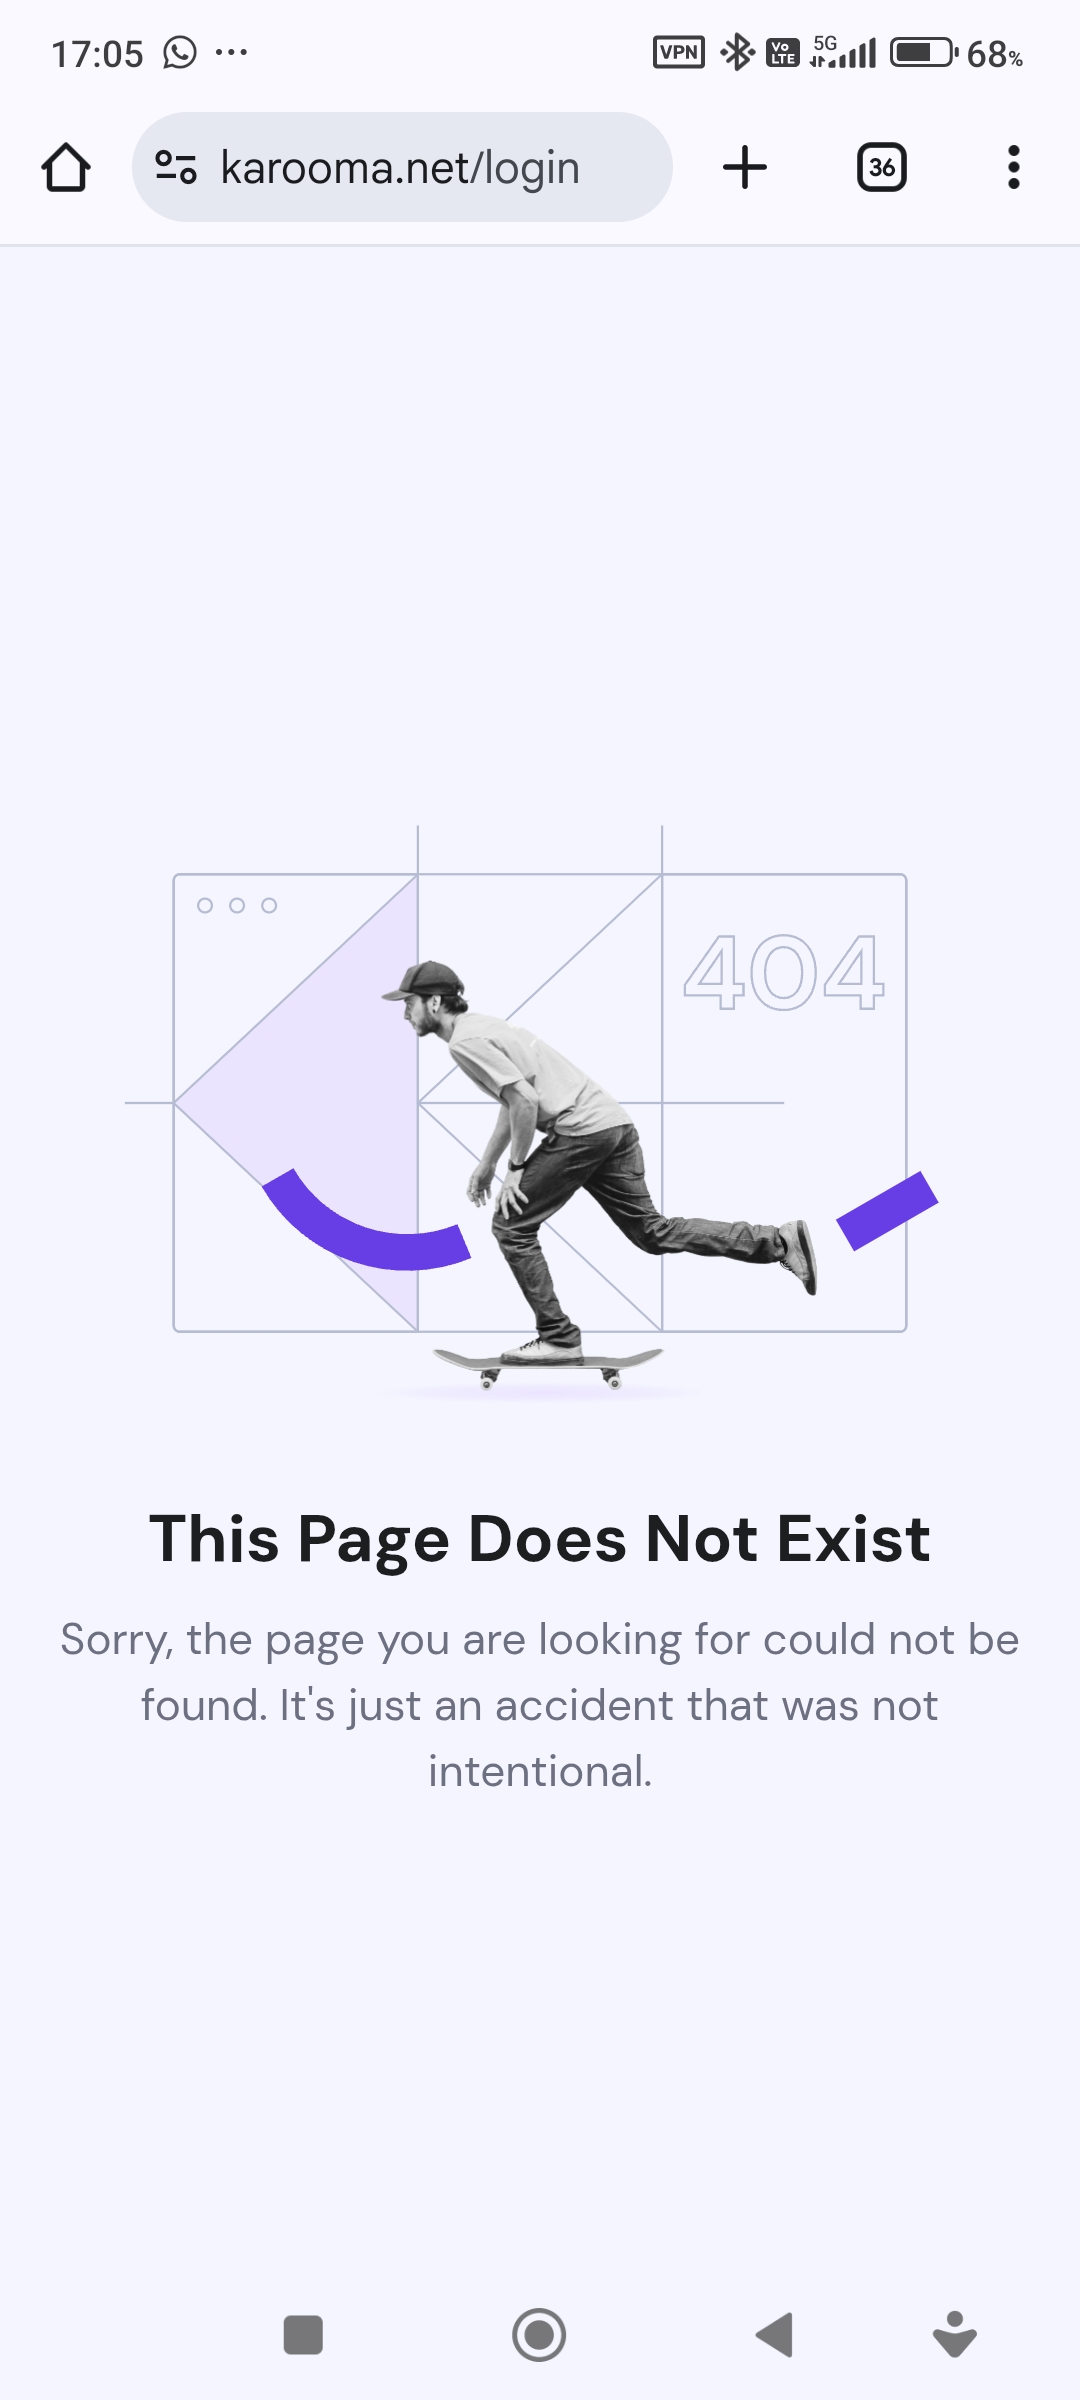 17:05
VPN
Vo
LTE
5G
68%
karooma.net/login
36
404
This Page Does Not Exist
Sorry, the page you are looking for could not be
found. It's just an accident that was not
intentional.